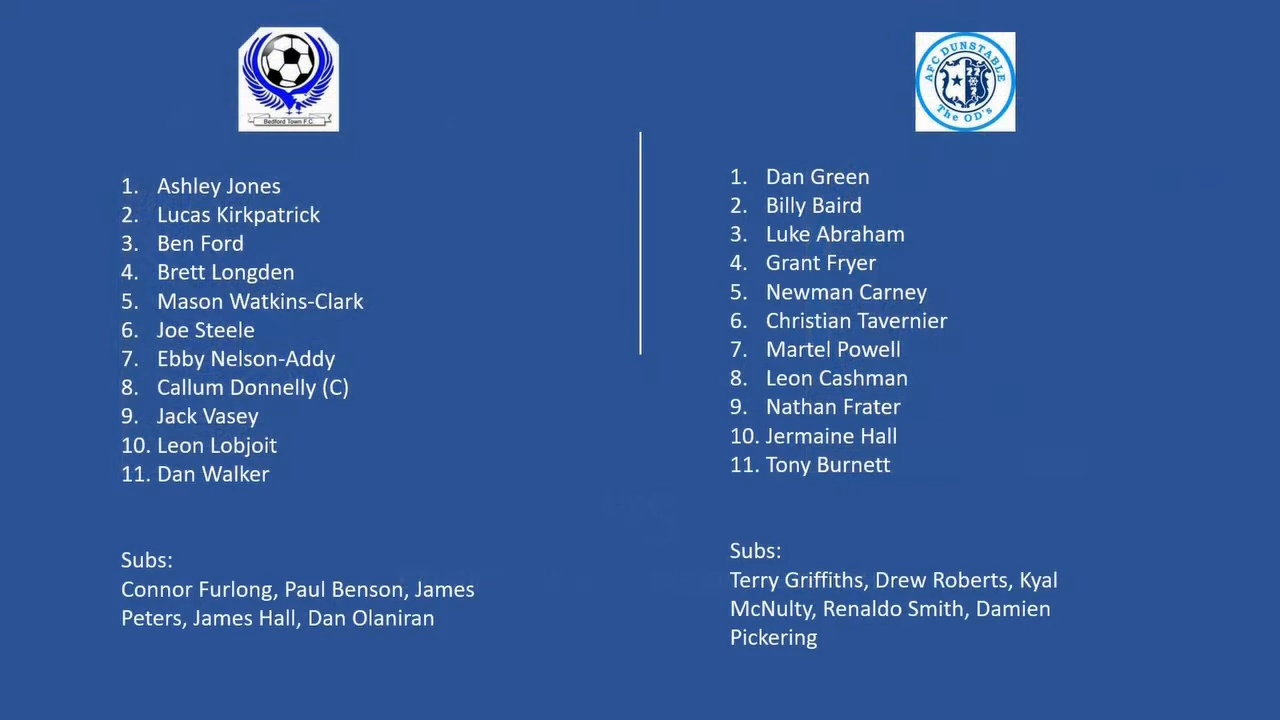 Bedford Town F.C.
1. Ashley Jones
2. Lucas Kirkpatrick
3. Ben Ford
4. Brett Longden
5. Mason Watkins-Clark
6. Joe Steele
7. Ebby Nelson-Addy
8. Callum Donnelly (C)
9. Jack Vasey
10. Leon Lobjoit
11. Dan Walker
Subs:
Connor Furlong, Paul Benson, James
Peters, James Hall, Dan Olaniran
AFC DUNSTABLE
The OD's
1. Dan Green
2. Billy Baird
3. Luke Abraham
4. Grant Fryer
5. Newman Carney
6. Christian Tavernier
7. Martel Powell
8. Leon Cashman
9. Nathan Frater
10. Jermaine Hall
11. Tony Burnett
Subs:
Terry Griffiths, Drew Roberts, Kyal
McNulty, Renaldo Smith, Damien
Pickering